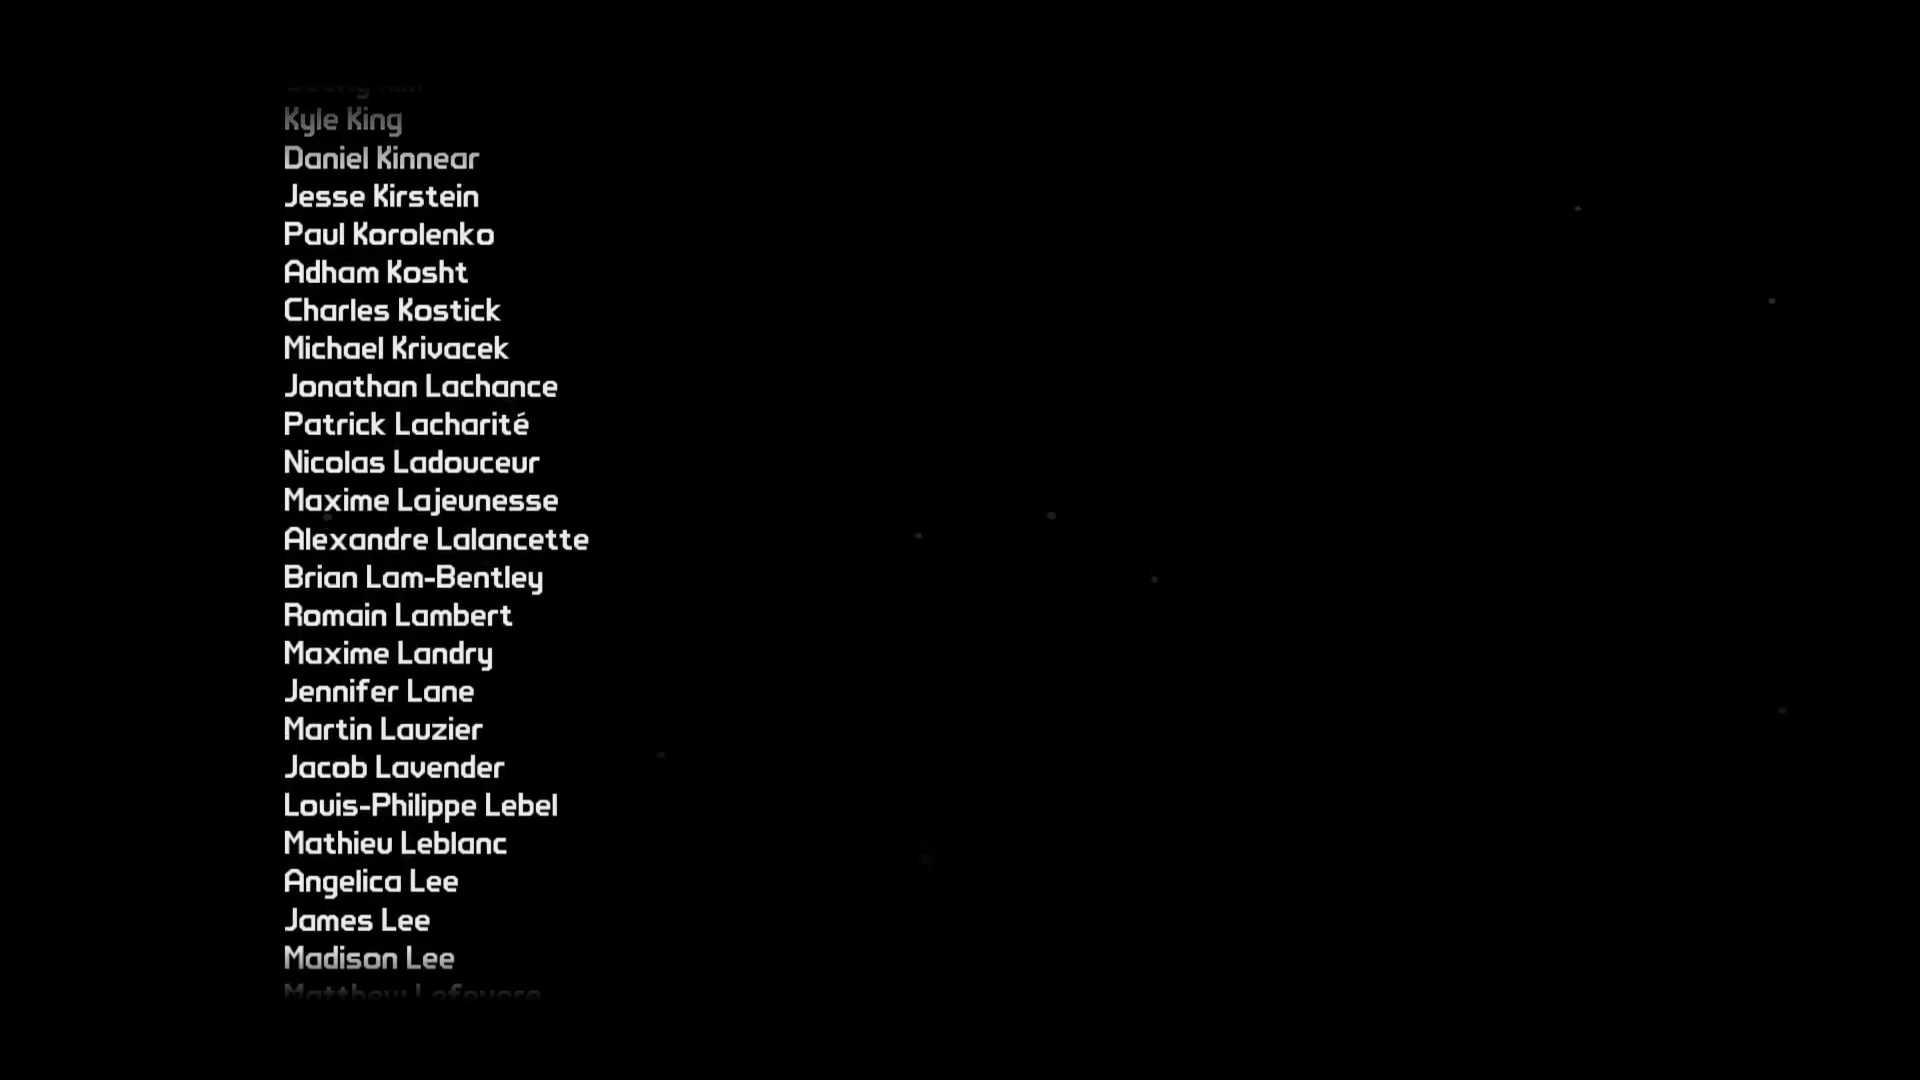 Kyle King
Daniel Kinnear
Jesse Kirstein
Paul Korolenko
Adham Kosht
Charles Kostick
Michael Krivacek
Jonathan Lachance
Patrick Lacharité
Nicolas Ladouceur
Maxime Lajeunesse
Alexandre Lalancette
Brian Lam-Bentley
Romain Lambert
Maxime Landry
Jennifer Lane
Martin Lauzier
Jacob Lavender
Louis-Philippe Lebel
Mathieu Leblanc
Angelica Lee
James Lee
Madison Lee
Matthew